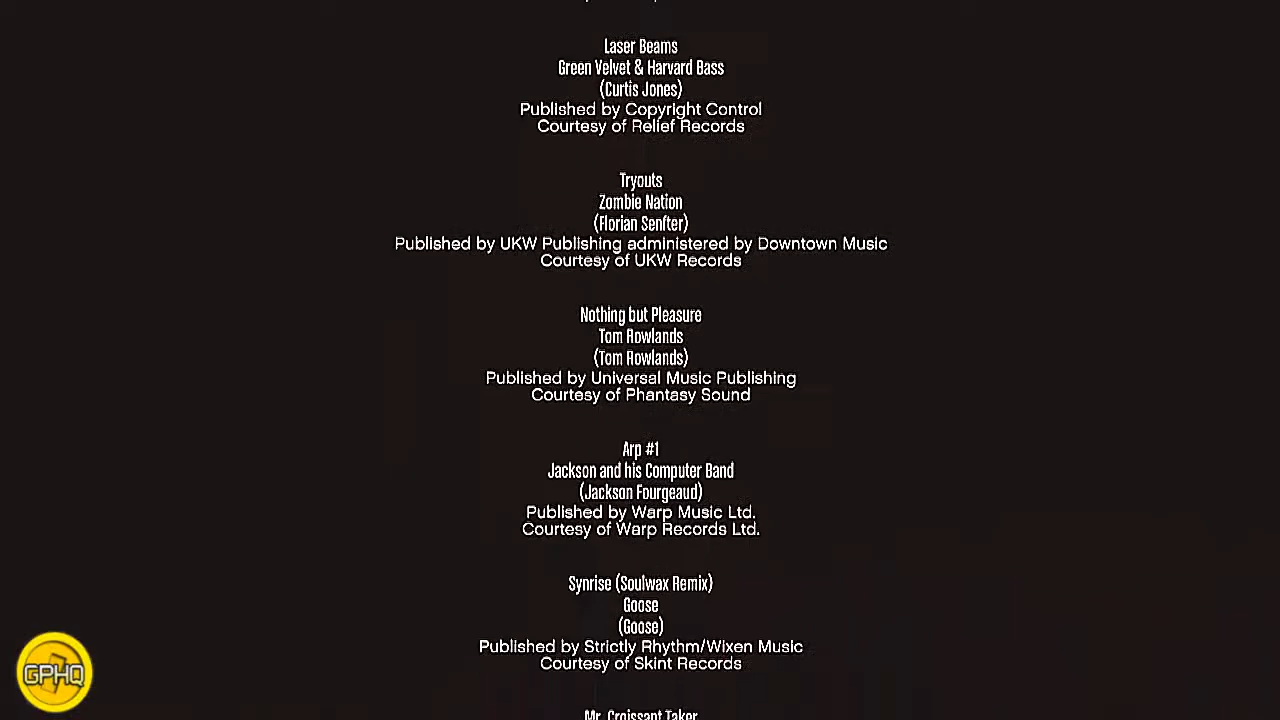 Laser Beams
Green Velvet & Harvard Bass
(Curtis Jones)
Published by Copyright Control
Courtesy of Relief Records
Tryouts
Zombie Nation
(Florian Senfter)
Published by UKW Publishing administered by Downtown Music
Courtesy of UKW Records
Nothing but Pleasure
Tom Rowlands
(Tom Rowlands)
Published by Universal Music Publishing
Courtesy of Phantasy Sound
Arp #1
Jackson and his Computer Band
(Jackson Fourgeaud)
Published by Warp Music Ltd.
Courtesy of Warp Records Ltd.
Synrise (Soulwax Remix)
Goose
(Goose)
Published by Strictly Rhythm/Wixen Music
Courtesy of Skint Records
Mr. Croissant Taker
GPHQ